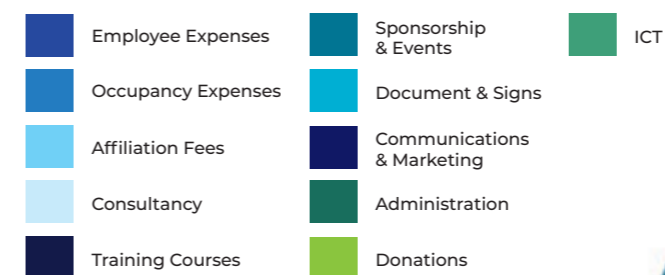 Employee Expenses
Occupancy Expenses
Affiliation Fees
Consultancy
Training Courses
Sponsorship
& Events
Document & Signs
Communications
& Marketing
Administration
Donations
ICT